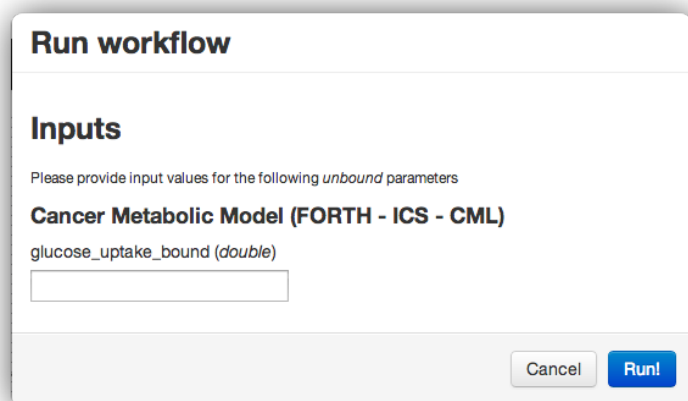 Run workflow
Inputs
Please provide input values for the following unbound parameters
Cancer Metabolic Model (FORTH - ICS - CML)
glucose_uptake_bound (double)
Cancel Run!